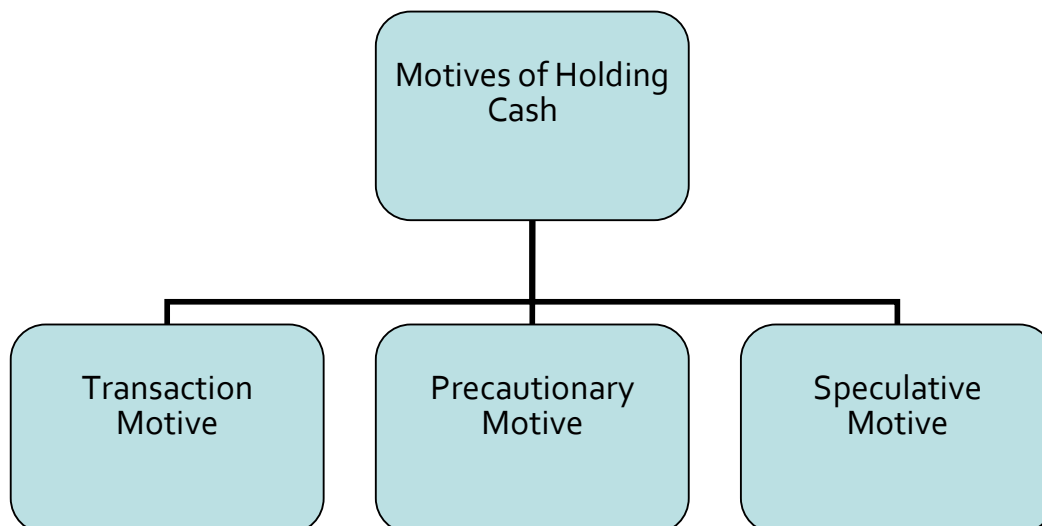 Motives of Holding
Cash
Transaction
Motive
Precautionary
Motive
Speculative
Motive